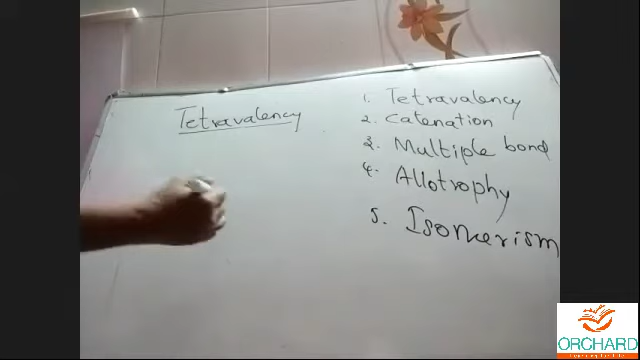 Tetravalency
1. Tetravalency
2. Catenation
3. Multiple bond
4. Allotrophy
5. Isomerism
ORCHARD